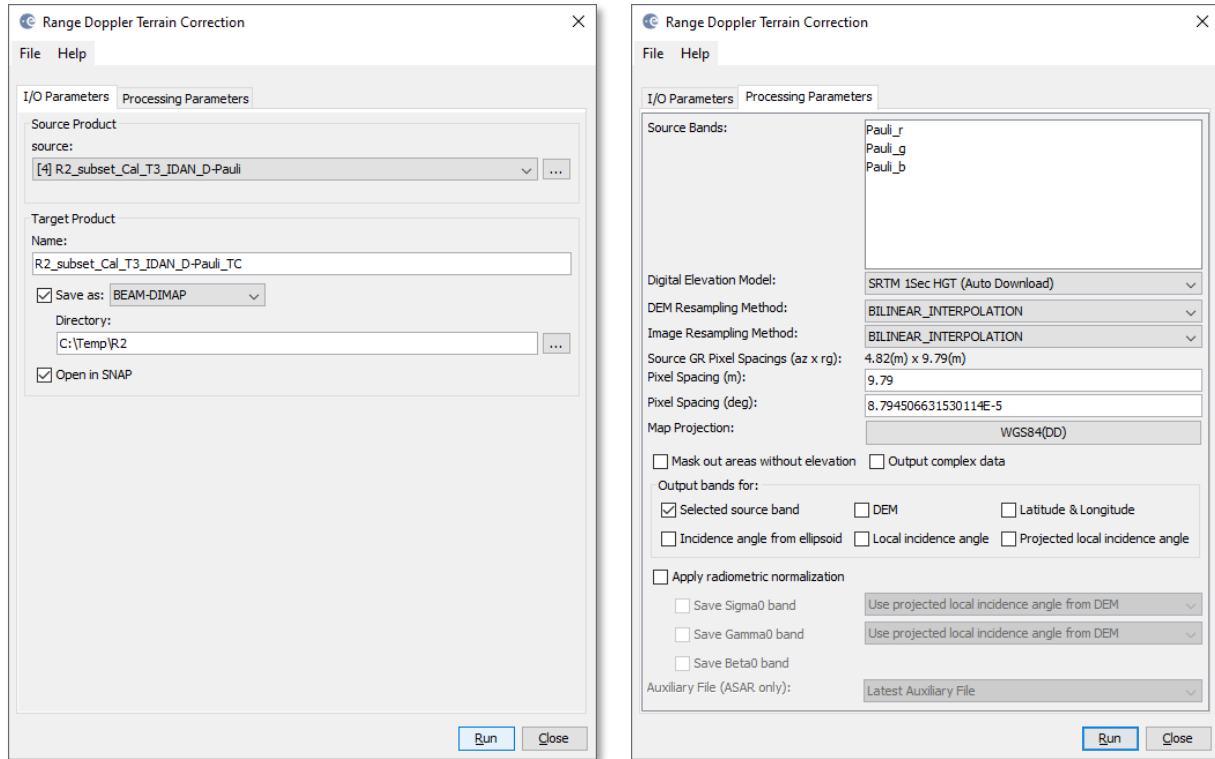 Range Doppler Terrain Correction
File Help
I/O Parameters Processing Parameters
Source Product
source:
[4] R2_subset_Cal_T3_IDAN_D-Pauli
...
Target Product
Name:
R2_subset_Cal_T3_IDAN_D-Pauli_TC
Save as: BEAM-DIMAP
Directory:
C:\Temp\R2
...
Open in SNAP
Run Close
Range Doppler Terrain Correction
File Help
I/O Parameters Processing Parameters
Source Bands:
Pauli_r
Pauli_g
Pauli_b
Digital Elevation Model: SRTM 1Sec HGT (Auto Download)
DEM Resampling Method: BILINEAR_INTERPOLATION
Image Resampling Method: BILINEAR_INTERPOLATION
Source GR Pixel Spacings (az x rg): 4.82(m) x 9.79(m)
Pixel Spacing (m): 9.79
Pixel Spacing (deg): 8.794506631530114E-5
Map Projection: WGS84(DD)
Mask out areas without elevation Output complex data
Output bands for:
Selected source band DEM Latitude & Longitude
Incidence angle from ellipsoid Local incidence angle Projected local incidence angle
Apply radiometric normalization
Save Sigma0 band Use projected local incidence angle from DEM
Save Gamma0 band Use projected local incidence angle from DEM
Save Beta0 band
Auxiliary File (ASAR only): Latest Auxiliary File
Run Close